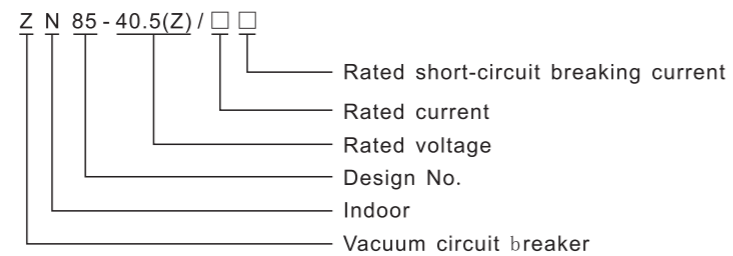 Z N 85 - 40.5(Z) / □ □
Rated short-circuit breaking current
Rated current
Rated voltage
Design No.
Indoor
Vacuum circuit breaker